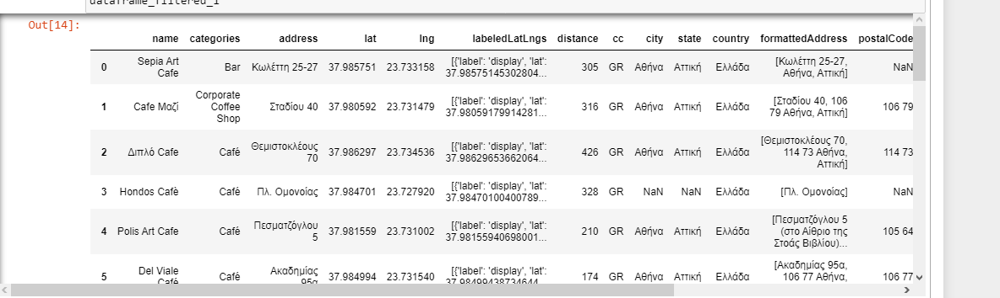 dataframe_filtered_1
Out[14]:
name categories address lat lng labeledLatLngs distance cc city state country formattedAddress postalCode
0 Sepia Art Cafe Bar Κωλέττη 25-27 37.985751 23.733158 [{'label': 'display', 'lat': 37.98575145302804... 305 GR Αθήνα Αττική Ελλάδα [Κωλέττη 25-27, Αθήνα, Αττική] NaN
1 Cafe Μαζί Corporate Coffee Shop Σταδίου 40 37.980592 23.731479 [{'label': 'display', 'lat': 37.98059179914281... 316 GR Αθήνα Αττική Ελλάδα [Σταδίου 40, 106 79 Αθήνα, Αττική] 106 79
2 Διπλό Cafe Café Θεμιστοκλέους 70 37.986297 23.734536 [{'label': 'display', 'lat': 37.98629653662064... 426 GR Αθήνα Αττική Ελλάδα [Θεμιστοκλέους 70, 114 73 Αθήνα, Αττική] 114 73
3 Hondos Cafè Café Πλ. Ομονοίας 37.984701 23.727920 [{'label': 'display', 'lat': 37.98470100400789... 328 GR NaN NaN Ελλάδα [Πλ. Ομονοίας] NaN
4 Polis Art Cafe Café Πεσματζόγλου 5 37.981559 23.731002 [{'label': 'display', 'lat': 37.98155940698001... 210 GR Αθήνα Αττική Ελλάδα [Πεσματζόγλου 5 (στο Αίθριο της Στοάς Βιβλίου)... 105 64
5 Del Viale Café Café Ακαδημίας 95α 37.984994 23.731540 [{'label': 'display', 'lat': 37.98499438734644... 174 GR Αθήνα Αττική Ελλάδα [Ακαδημίας 95α, 106 77 Αθήνα, 106 77